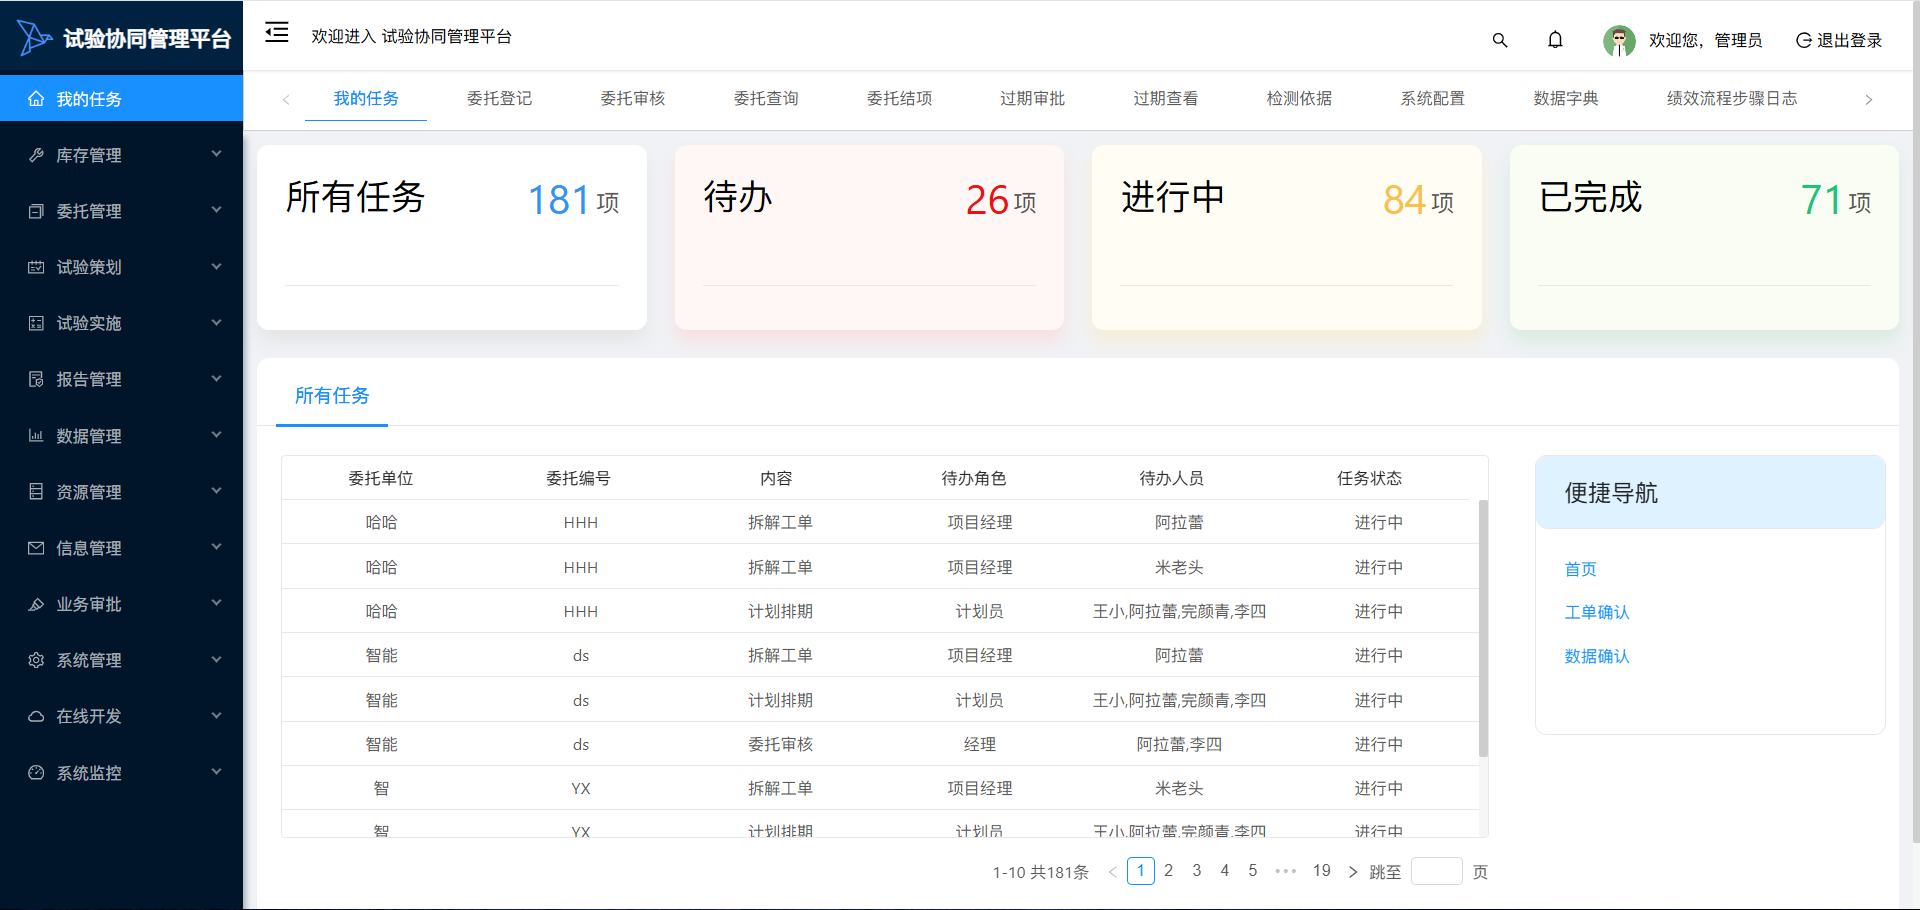 试验协同管理平台
欢迎进入 试验协同管理平台
欢迎您，管理员
退出登录
我的任务
库存管理
委托管理
试验策划
试验实施
报告管理
数据管理
资源管理
信息管理
业务审批
系统管理
在线开发
系统监控
我的任务 委托登记 委托审核 委托查询 委托结项 过期审批 过期查看 检测依据 系统配置 数据字典 绩效流程步骤日志
所有任务 181 项
待办 26 项
进行中 84 项
已完成 71 项
所有任务
委托单位 委托编号 内容 待办角色 待办人员 任务状态
哈哈 HHH 拆解工单 项目经理 阿拉蕾 进行中
哈哈 HHH 拆解工单 项目经理 米老头 进行中
哈哈 HHH 计划排期 计划员 王小,阿拉蕾,完颜青,李四 进行中
智能 ds 拆解工单 项目经理 阿拉蕾 进行中
智能 ds 计划排期 计划员 王小,阿拉蕾,完颜青,李四 进行中
智能 ds 委托审核 经理 阿拉蕾,李四 进行中
智 YX 拆解工单 项目经理 米老头 进行中
智 YX 计划排期 计划员 王小,阿拉蕾,完颜青,李四 进行中
1-10 共181条 < 1 2 3 4 5 ••• 19 > 跳至 页
便捷导航
首页
工单确认
数据确认